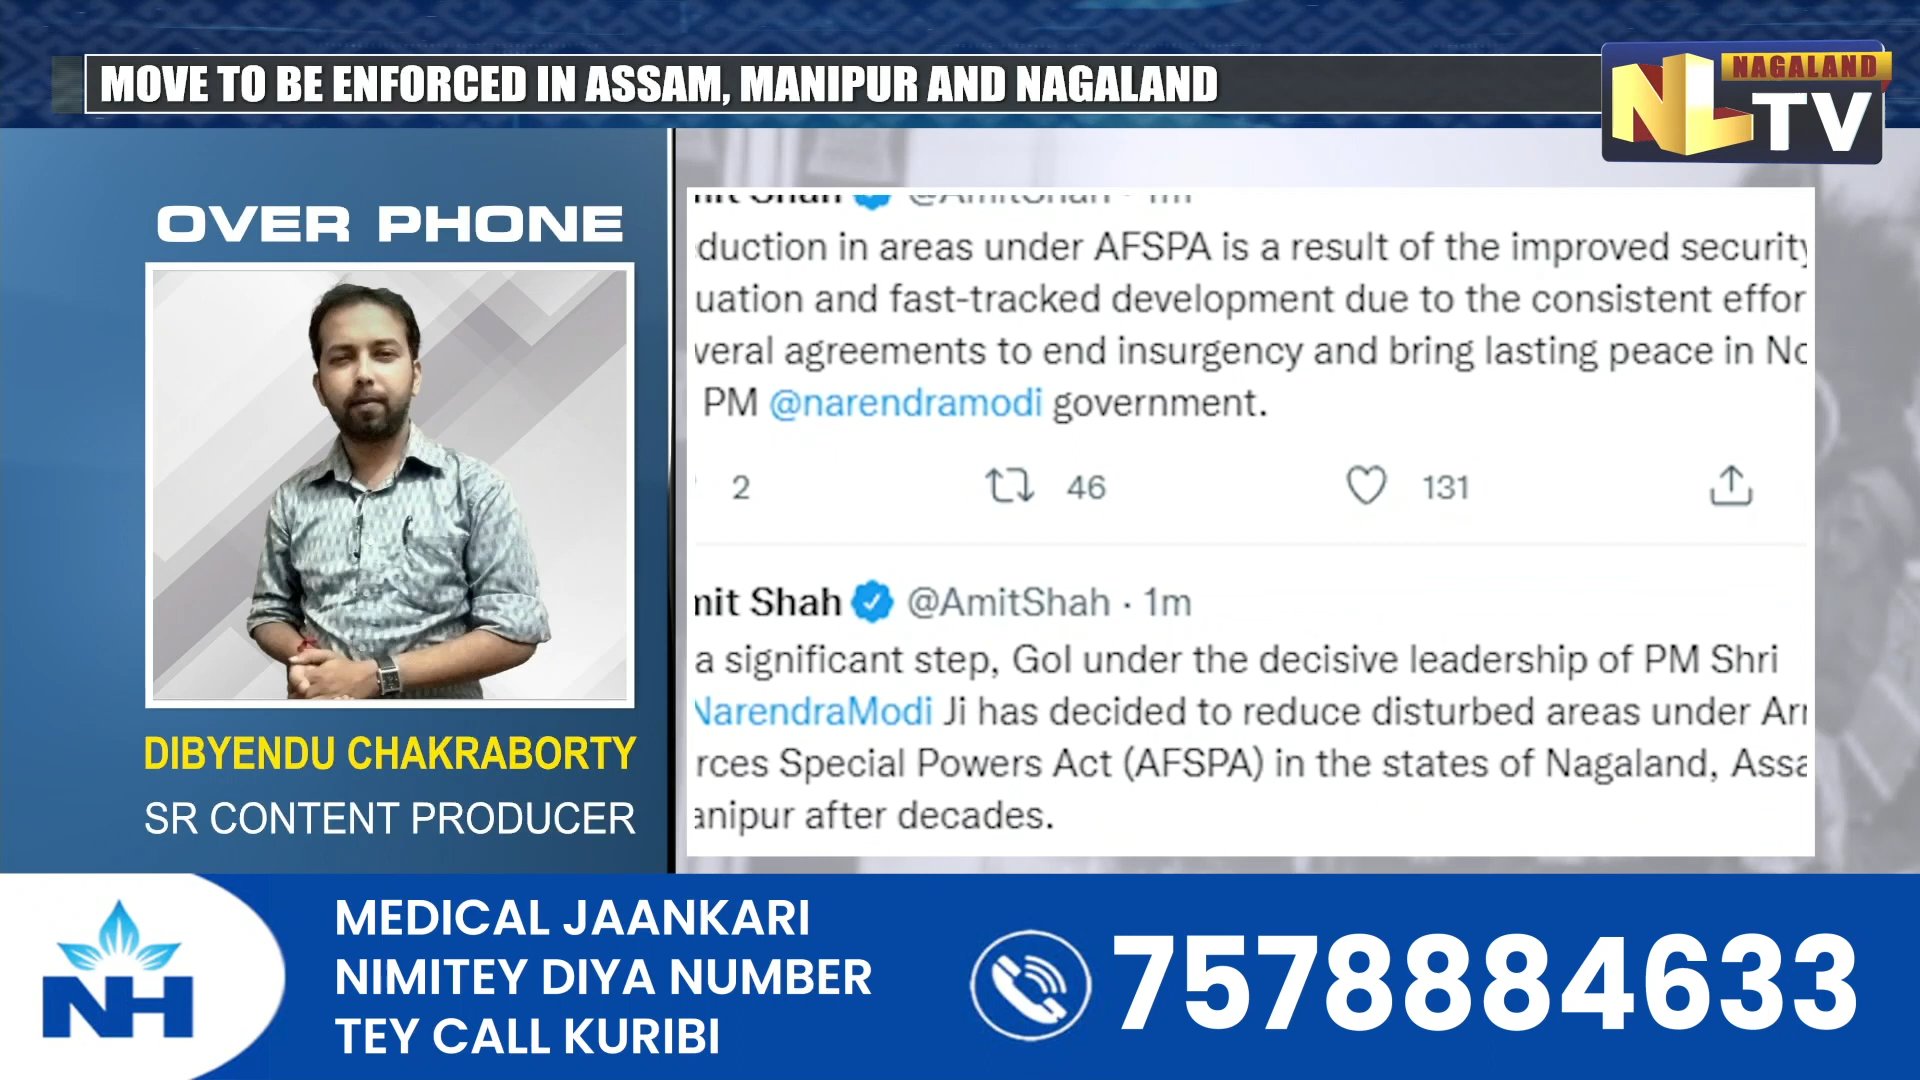 MOVE TO BE ENFORCED IN ASSAM, MANIPUR AND NAGALAND
NAGALAND
NL TV
OVER PHONE
DIBYENDU CHAKRABORTY
SR CONTENT PRODUCER
@AmitShah · 1m
duction in areas under AFSPA is a result of the improved security
uation and fast-tracked development due to the consistent effor
veral agreements to end insurgency and bring lasting peace in No
PM @narendramodi government.
2 46 131
mit Shah @AmitShah · 1m
a significant step, GoI under the decisive leadership of PM Shri
NarendraModi Ji has decided to reduce disturbed areas under Arm
rces Special Powers Act (AFSPA) in the states of Nagaland, Assa
anipur after decades.
NH
MEDICAL JAANKARI
NIMITEY DIYA NUMBER
TEY CALL KURIBI
7578884633